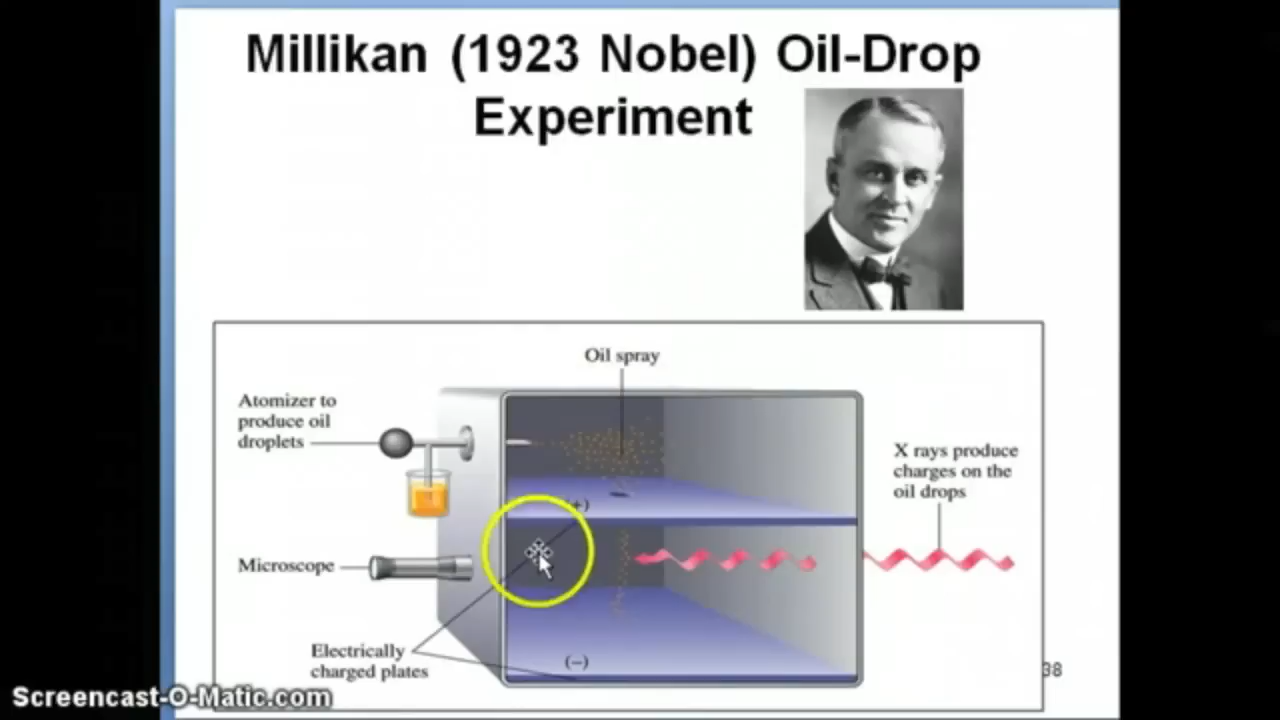 Millikan (1923 Nobel) Oil-Drop
Experiment
Oil spray
Atomizer to
produce oil
droplets
X rays produce
charges on the
oil drops
(+)
Microscope
Electrically
charged plates
(−)
38
Screencast-O-Matic.com